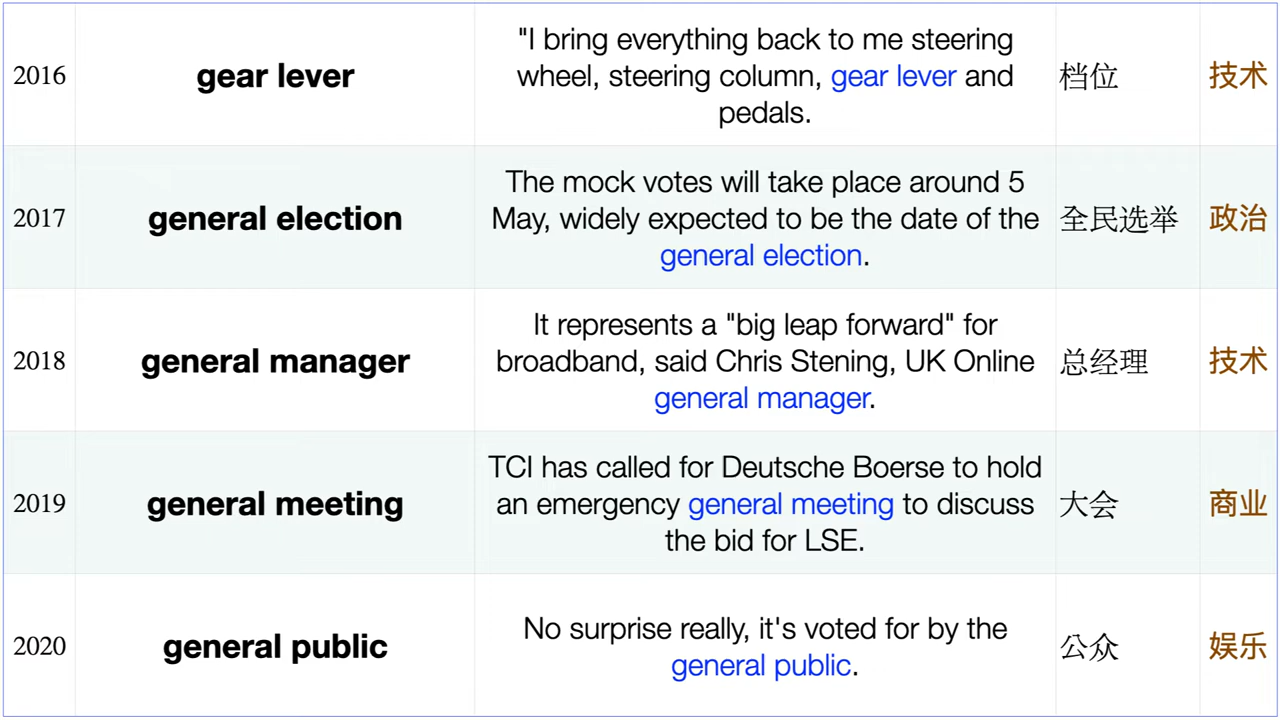 "I bring everything back to me steering
2016 gear lever wheel, steering column, gear lever and 档位 技术
pedals.
The mock votes will take place around 5
2017 general election May, widely expected to be the date of the 全民选举 政治
general election.
It represents a "big leap forward" for
2018 general manager broadband, said Chris Stening, UK Online 总经理 技术
general manager.
TCI has called for Deutsche Boerse to hold
2019 general meeting an emergency general meeting to discuss 大会 商业
the bid for LSE.
No surprise really, it's voted for by the
2020 general public 公众 娱乐
general public.